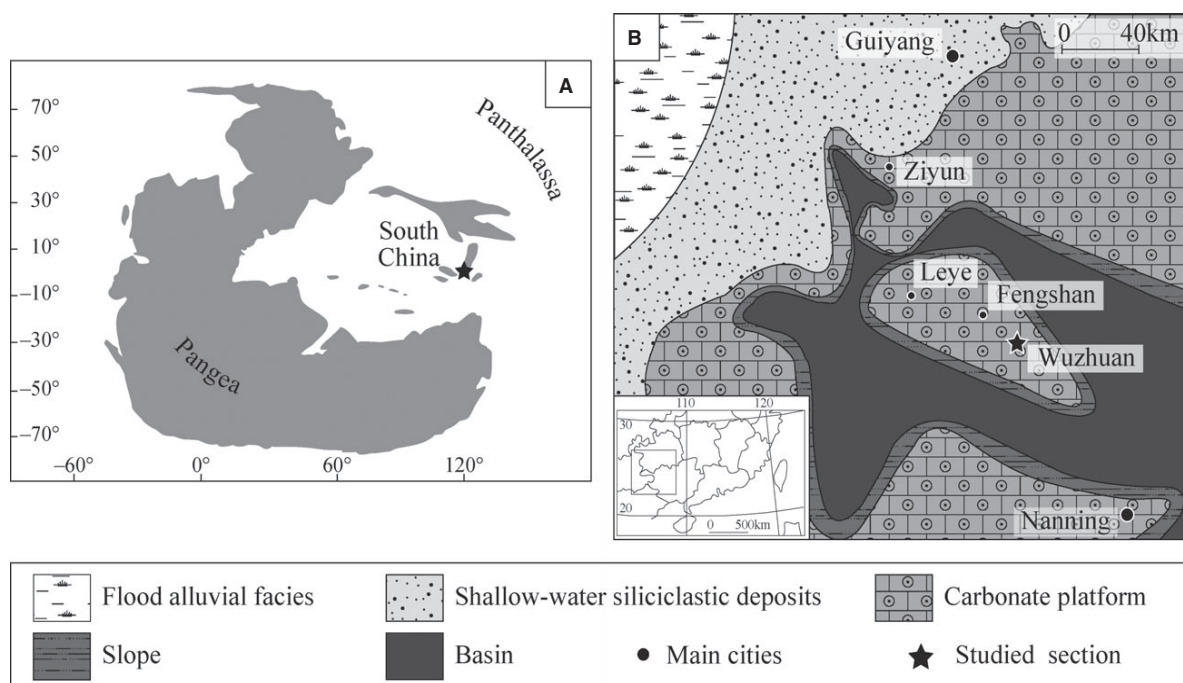 A
70°
50°
30°
10°
–10°
–30°
–50°
–70°
–60°
0°
60°
120°
Panthalassa
South
China
Pangea
B
0 40km
Guiyang
Ziyun
Leye
Fengshan
Wuzhuan
Nanning
110 120
30
20
0 500km
Flood alluvial facies
Shallow-water siliciclastic deposits
Carbonate platform
Slope
Basin
Main cities
Studied section